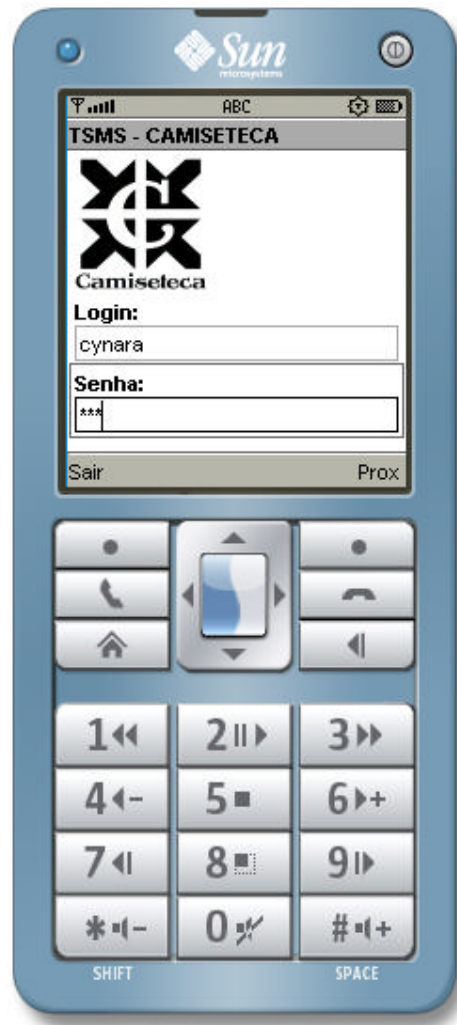 Sun
microsystems
ABC
TSMS - CAMISETECA
Camiseteca
Login:
cynara
Senha:
***
Sair Prox
1 2 3
4 - 5 6 +
7 8 9
* - 0 # +
SHIFT SPACE